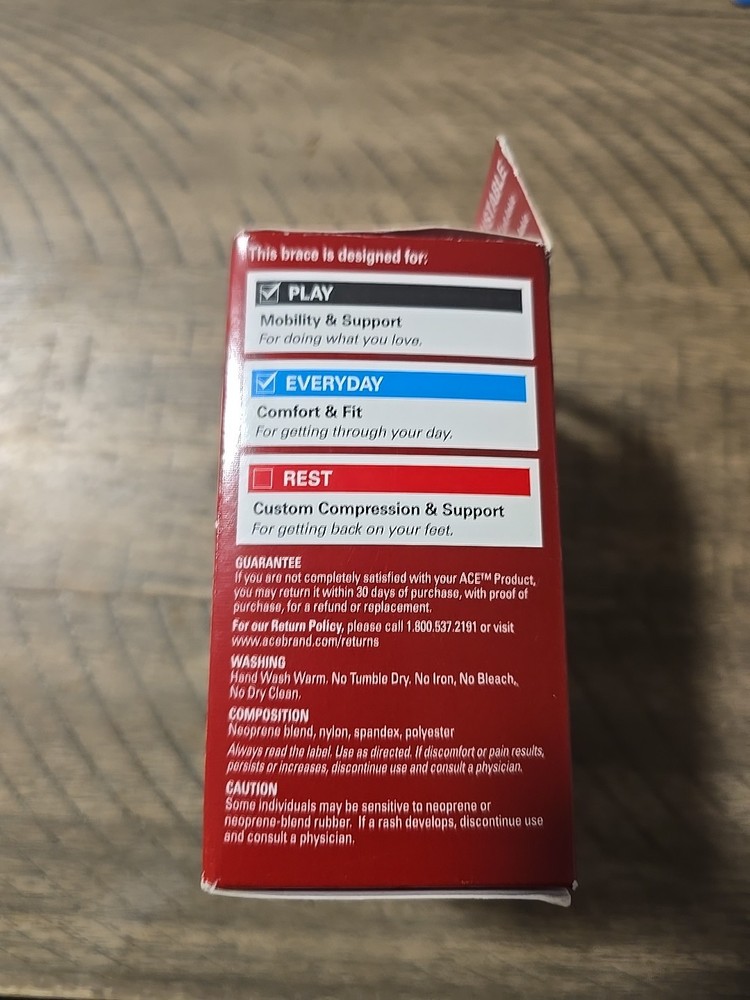 STABLE
This brace is designed for:
PLAY
Mobility & Support
For doing what you love.
EVERYDAY
Comfort & Fit
For getting through your day.
REST
Custom Compression & Support
For getting back on your feet.
GUARANTEE
If you are not completely satisfied with your ACE™ Product,
you may return it within 30 days of purchase, with proof of
purchase, for a refund or replacement.
For our Return Policy, please call 1.800.537.2191 or visit
www.acebrand.com/returns
WASHING
Hand Wash Warm. No Tumble Dry. No Iron, No Bleach,
No Dry Clean.
COMPOSITION
Neoprene blend, nylon, spandex, polyester
Always read the label. Use as directed. If discomfort or pain results,
persists or increases, discontinue use and consult a physician.
CAUTION
Some individuals may be sensitive to neoprene or
neoprene-blend rubber. If a rash develops, discontinue use
and consult a physician.